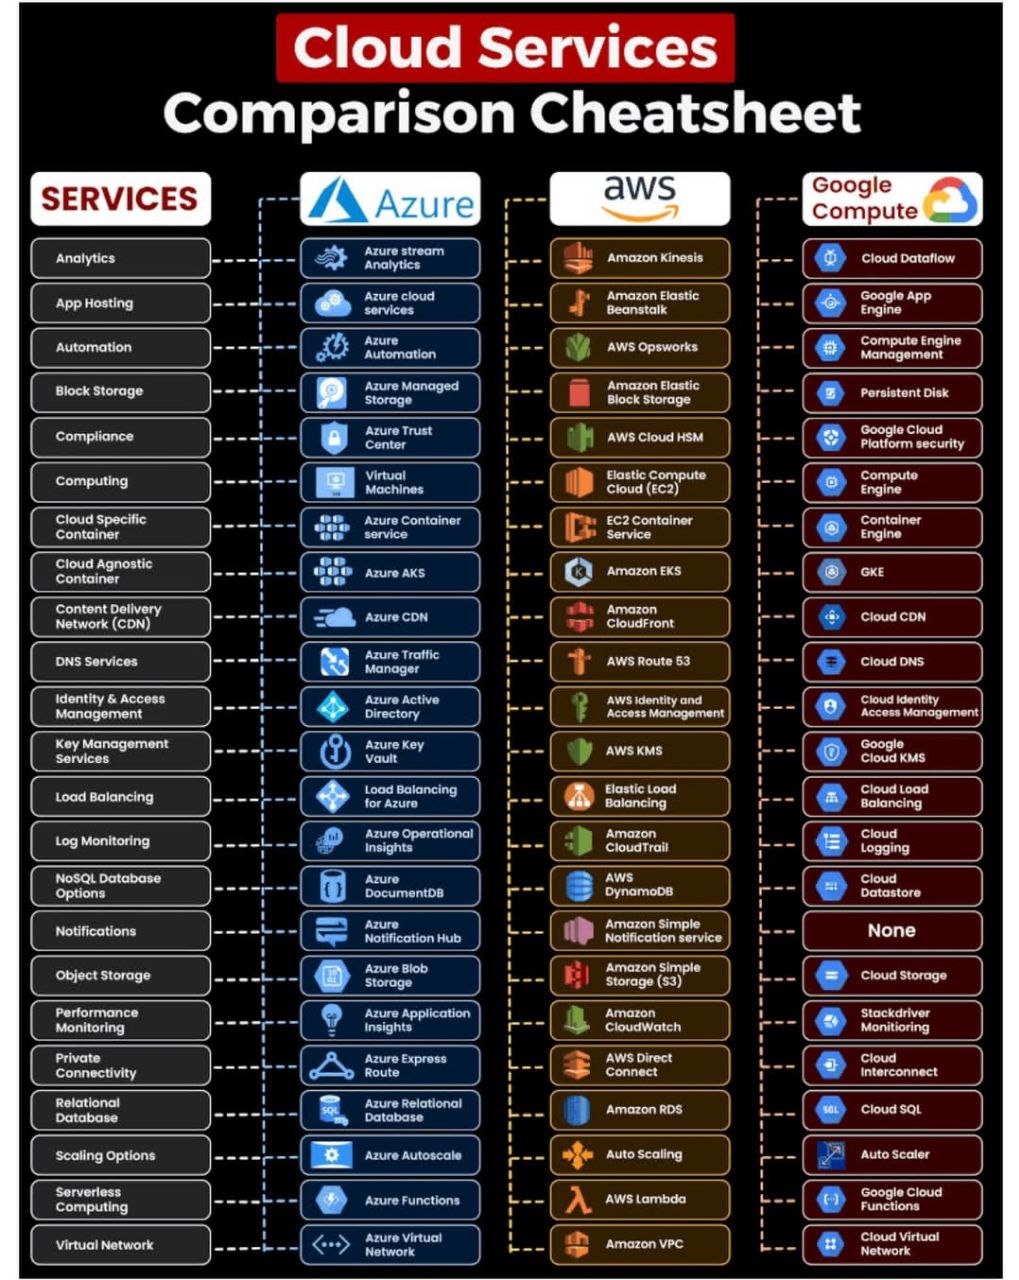 Cloud Services
Comparison Cheatsheet
SERVICES
Azure
aws
Google
Compute
Analytics
Azure stream
Analytics
Amazon Kinesis
Cloud Dataflow
App Hosting
Azure cloud
services
Amazon Elastic
Beanstalk
Google App
Engine
Automation
Azure
Automation
AWS Opsworks
Compute Engine
Management
Block Storage
Azure Managed
Storage
Amazon Elastic
Block Storage
Persistent Disk
Compliance
Azure Trust
Center
AWS Cloud HSM
Google Cloud
Platform security
Computing
Virtual
Machines
Elastic Compute
Cloud (EC2)
Compute
Engine
Cloud Specific
Container
Azure Container
service
EC2 Container
Service
Container
Engine
Cloud Agnostic
Container
Azure AKS
Amazon EKS
GKE
Content Delivery
Network (CDN)
Azure CDN
Amazon
CloudFront
Cloud CDN
DNS Services
Azure Traffic
Manager
AWS Route 53
Cloud DNS
Identity & Access
Management
Azure Active
Directory
AWS Identity and
Access Management
Cloud Identity
Access Management
Key Management
Services
Azure Key
Vault
AWS KMS
Google
Cloud KMS
Load Balancing
Load Balancing
for Azure
Elastic Load
Balancing
Cloud Load
Balancing
Log Monitoring
Azure Operational
Insights
Amazon
CloudTrail
Cloud
Logging
NoSQL Database
Options
Azure
DocumentDB
AWS
DynamoDB
Cloud
Datastore
Notifications
Azure
Notification Hub
Amazon Simple
Notification service
None
Object Storage
Azure Blob
Storage
Amazon Simple
Storage (S3)
Cloud Storage
Performance
Monitoring
Azure Application
Insights
Amazon
CloudWatch
Stackdriver
Monitiring
Private
Connectivity
Azure Express
Route
AWS Direct
Connect
Cloud
Interconnect
Relational
Database
SQL
Azure Relational
Database
Amazon RDS
SQL
Cloud SQL
Scaling Options
Azure Autoscale
Auto Scaling
Auto Scaler
Serverless
Computing
Azure Functions
AWS Lambda
Google Cloud
Functions
Virtual Network
Azure Virtual
Network
Amazon VPC
Cloud Virtual
Network